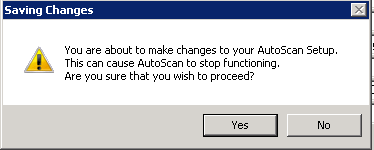 Saving Changes
You are about to make changes to your AutoScan Setup.
This can cause AutoScan to stop functioning.
Are you sure that you wish to proceed?
Yes
No